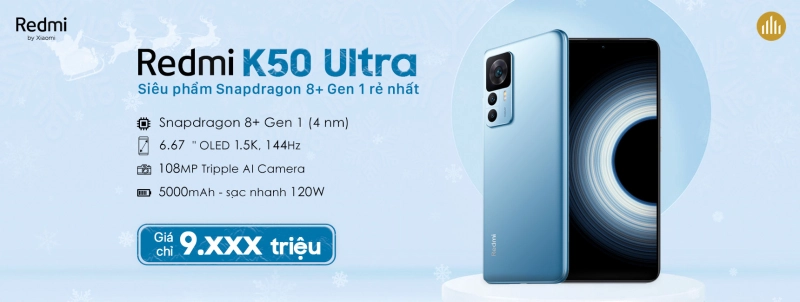 Redmi
by Xiaomi
Redmi K50 Ultra
Siêu phẩm Snapdragon 8+ Gen 1 rẻ nhất
Snapdragon 8+ Gen 1 (4 nm)
6.67 " OLED 1.5K, 144Hz
108MP Tripple AI Camera
5000mAh - sạc nhanh 120W
Giá chỉ 9.XXX triệu
Redmi